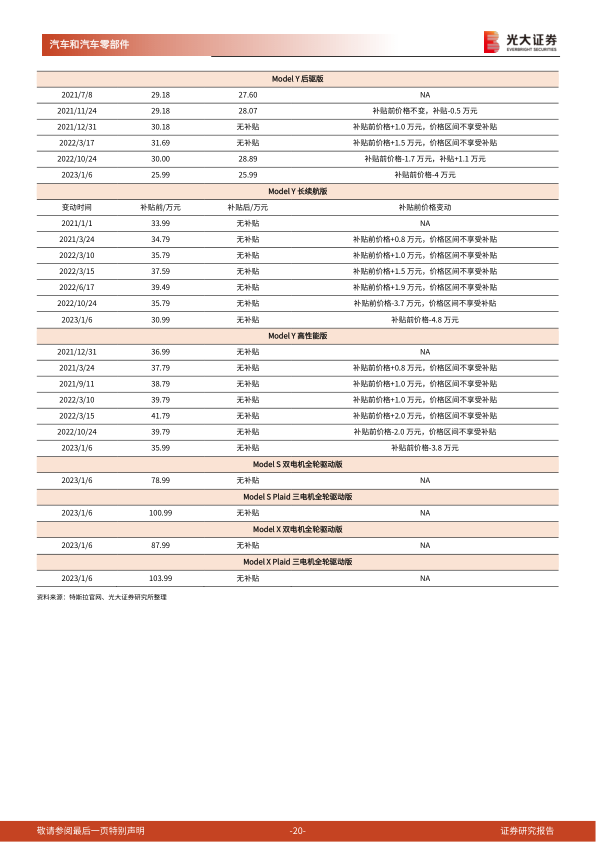 汽车和汽车零部件
光大证券
EVERBRIGHT SECURITIES
Model Y 后驱版
2021/7/8 29.18 27.60 NA
2021/11/24 29.18 28.07 补贴前价格不变，补贴-0.5 万元
2021/12/31 30.18 无补贴 补贴前价格+1.0 万元，价格区间不享受补贴
2022/3/17 31.69 无补贴 补贴前价格+1.5 万元，价格区间不享受补贴
2022/10/24 30.00 28.89 补贴前价格-1.7 万元，补贴+1.1 万元
2023/1/6 25.99 25.99 补贴前价格-4 万元
Model Y 长续航版
变动时间 补贴前/万元 补贴后/万元 补贴前价格变动
2021/1/1 33.99 无补贴 NA
2021/3/24 34.79 无补贴 补贴前价格+0.8 万元，价格区间不享受补贴
2022/3/10 35.79 无补贴 补贴前价格+1.0 万元，价格区间不享受补贴
2022/3/15 37.59 无补贴 补贴前价格+1.5 万元，价格区间不享受补贴
2022/6/17 39.49 无补贴 补贴前价格+1.9 万元，价格区间不享受补贴
2022/10/24 35.79 无补贴 补贴前价格-3.7 万元，价格区间不享受补贴
2023/1/6 30.99 无补贴 补贴前价格-4.8 万元
Model Y 高性能版
2021/12/31 36.99 无补贴 NA
2021/3/24 37.79 无补贴 补贴前价格+0.8 万元，价格区间不享受补贴
2021/9/11 38.79 无补贴 补贴前价格+1.0 万元，价格区间不享受补贴
2022/3/10 39.79 无补贴 补贴前价格+1.0 万元，价格区间不享受补贴
2022/3/15 41.79 无补贴 补贴前价格+2.0 万元，价格区间不享受补贴
2022/10/24 39.79 无补贴 补贴前价格-2.0 万元，价格区间不享受补贴
2023/1/6 35.99 无补贴 补贴前价格-3.8 万元
Model S 双电机全轮驱动版
2023/1/6 78.99 无补贴 NA
Model S Plaid 三电机全轮驱动版
2023/1/6 100.99 无补贴 NA
Model X 双电机全轮驱动版
2023/1/6 87.99 无补贴 NA
Model X Plaid 三电机全轮驱动版
2023/1/6 103.99 无补贴 NA
资料来源：特斯拉官网、光大证券研究所整理
敬请参阅最后一页特别声明 -20- 证券研究报告